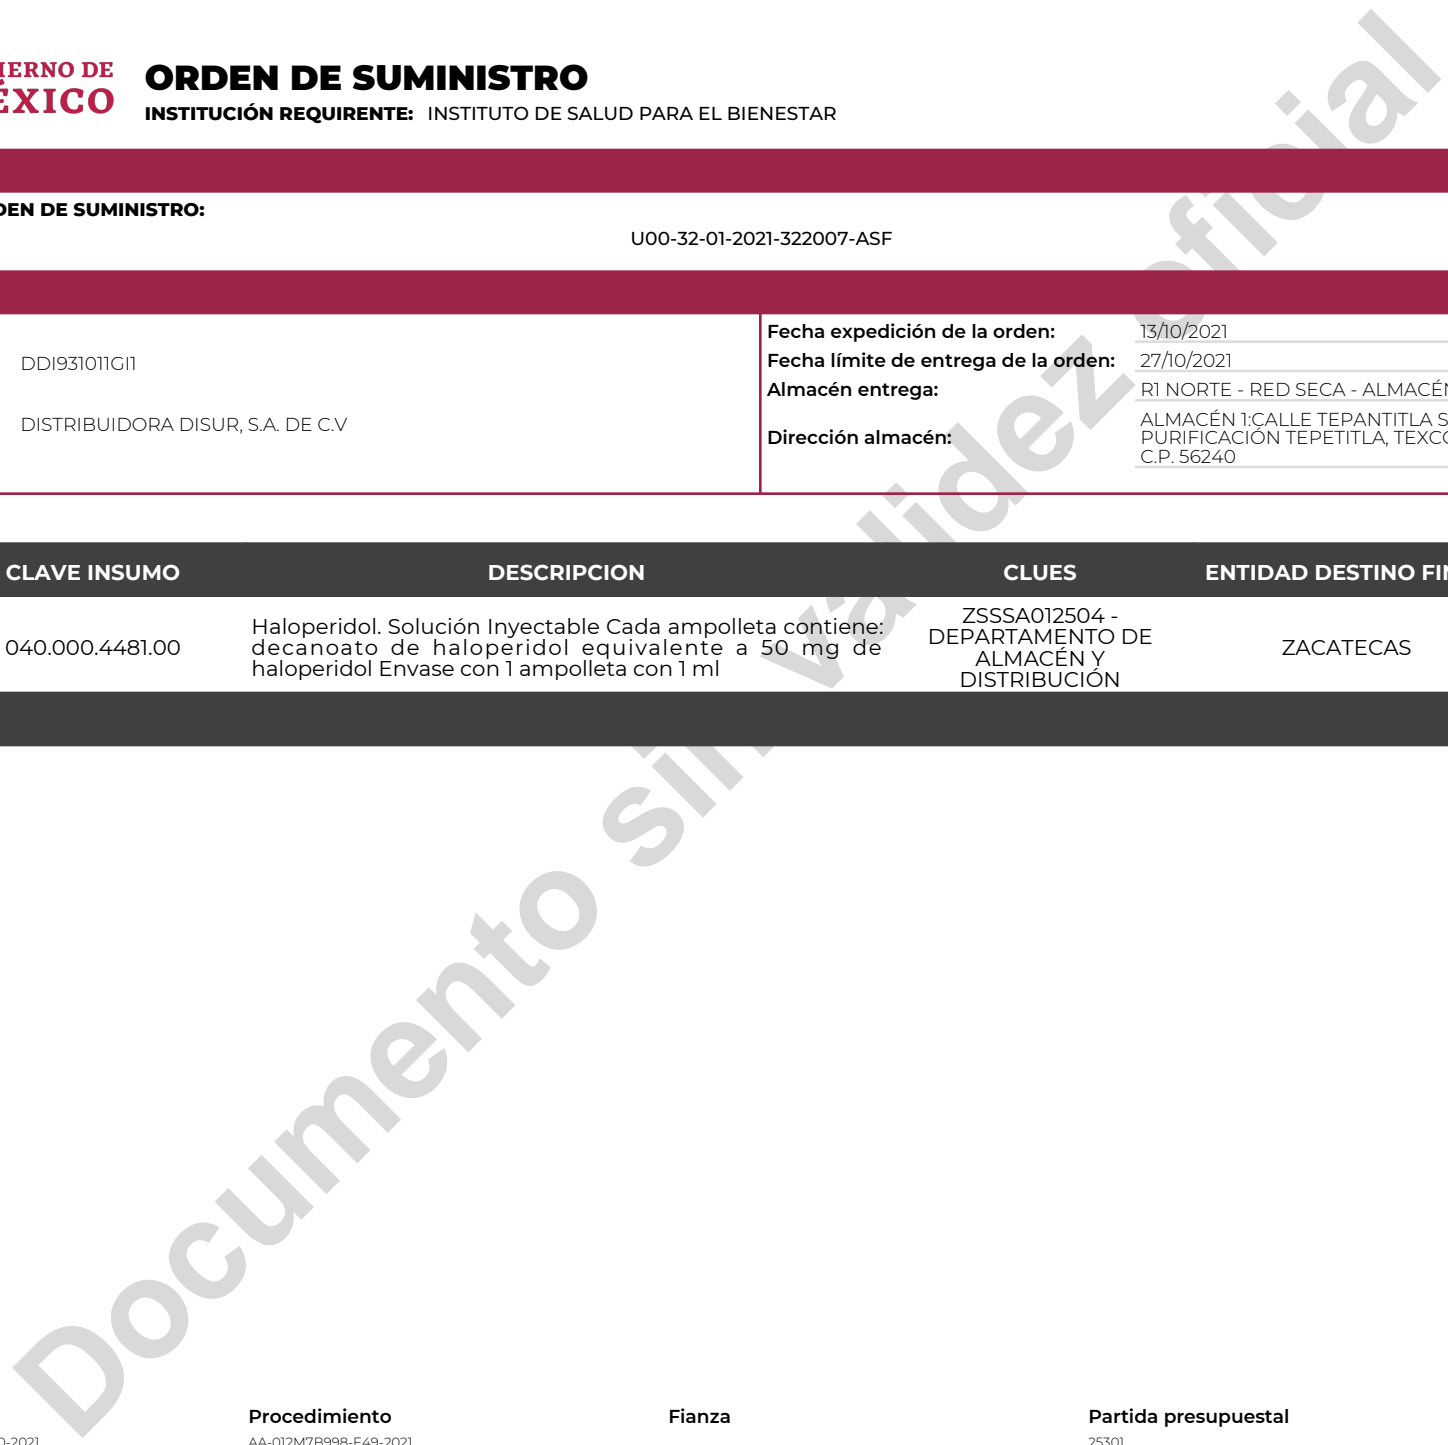 IERNO DE
ÉXICO
ORDEN DE SUMINISTRO
INSTITUCIÓN REQUIRENTE: INSTITUTO DE SALUD PARA EL BIENESTAR
DEN DE SUMINISTRO:
U00-32-01-2021-322007-ASF
DDI931011GI1
DISTRIBUIDORA DISUR, S.A. DE C.V
Fecha expedición de la orden: 13/10/2021
Fecha límite de entrega de la orden: 27/10/2021
Almacén entrega: R1 NORTE - RED SECA - ALMACÉN
Dirección almacén:
ALMACÉN 1:CALLE TEPANTITLA S
PURIFICACIÓN TEPETITLA, TEXCO
C.P. 56240
CLAVE INSUMO DESCRIPCION CLUES ENTIDAD DESTINO FIN
040.000.4481.00
Haloperidol. Solución Inyectable Cada ampolleta contiene:
decanoato de haloperidol equivalente a 50 mg de
haloperidol Envase con 1 ampolleta con 1 ml
ZSSSA012504 -
DEPARTAMENTO DE
ALMACÉN Y
DISTRIBUCIÓN
ZACATECAS
Documento sin validez oficial
Procedimiento Fianza Partida presupuestal
0-2021 AA-012M7B998-E49-2021 25301